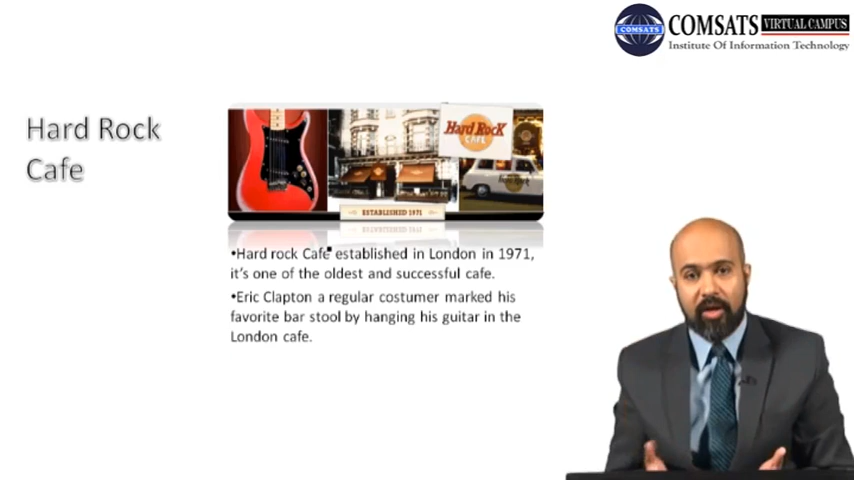 COMSATS VIRTUAL CAMPUS
COMSATS
Institute Of Information Technology
Hard Rock
Cafe
Hard Rock
CAFE
ESTABLISHED 1971
•Hard rock Cafe established in London in 1971,
it's one of the oldest and successful cafe.
•Eric Clapton a regular costumer marked his
favorite bar stool by hanging his guitar in the
London cafe.